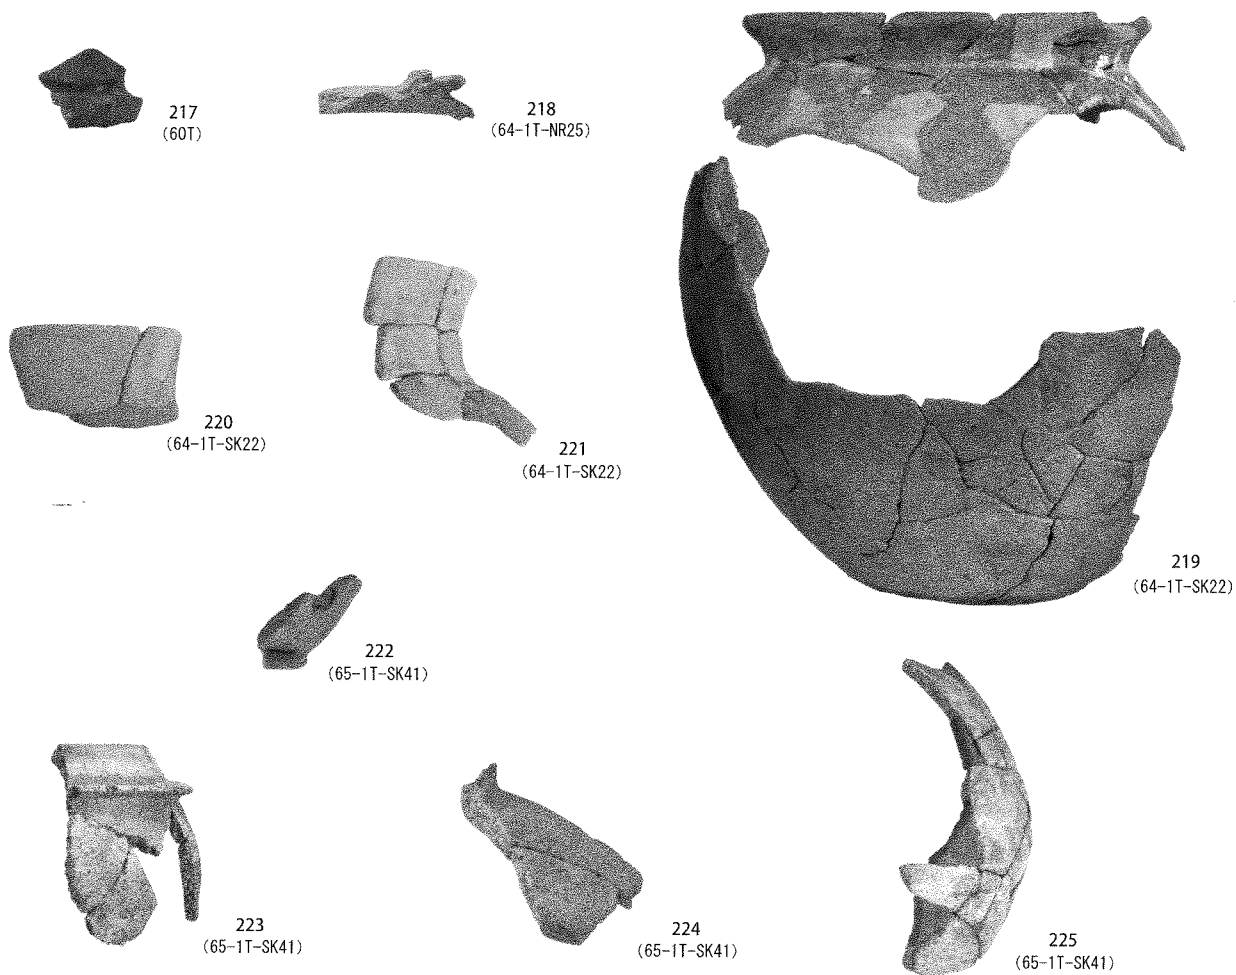 217
(60T)
218
(64-1T-NR25)
220
(64-1T-SK22)
221
(64-1T-SK22)
219
(64-1T-SK22)
222
(65-1T-SK41)
223
(65-1T-SK41)
224
(65-1T-SK41)
225
(65-1T-SK41)